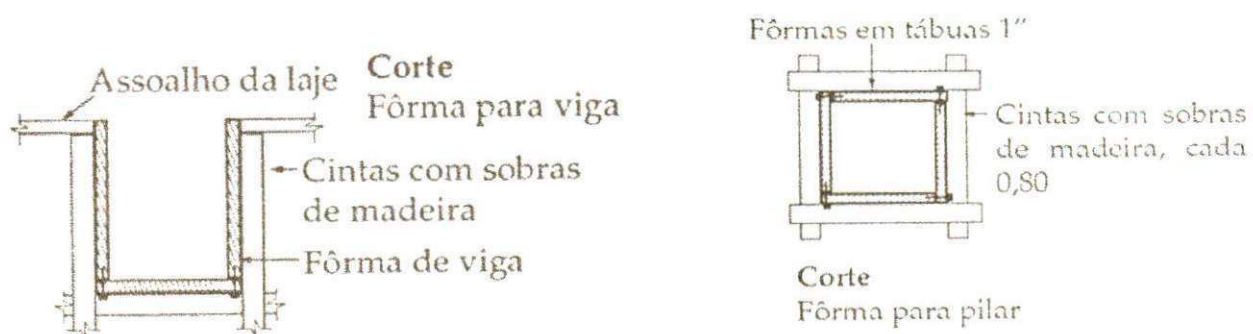 Assoalho da laje
Corte
Fôrma para viga
Cintas com sobras
de madeira
Fôrma de viga
Fôrmas em tábuas 1”
Cintas com sobras
de madeira, cada
0,80
Corte
Fôrma para pilar